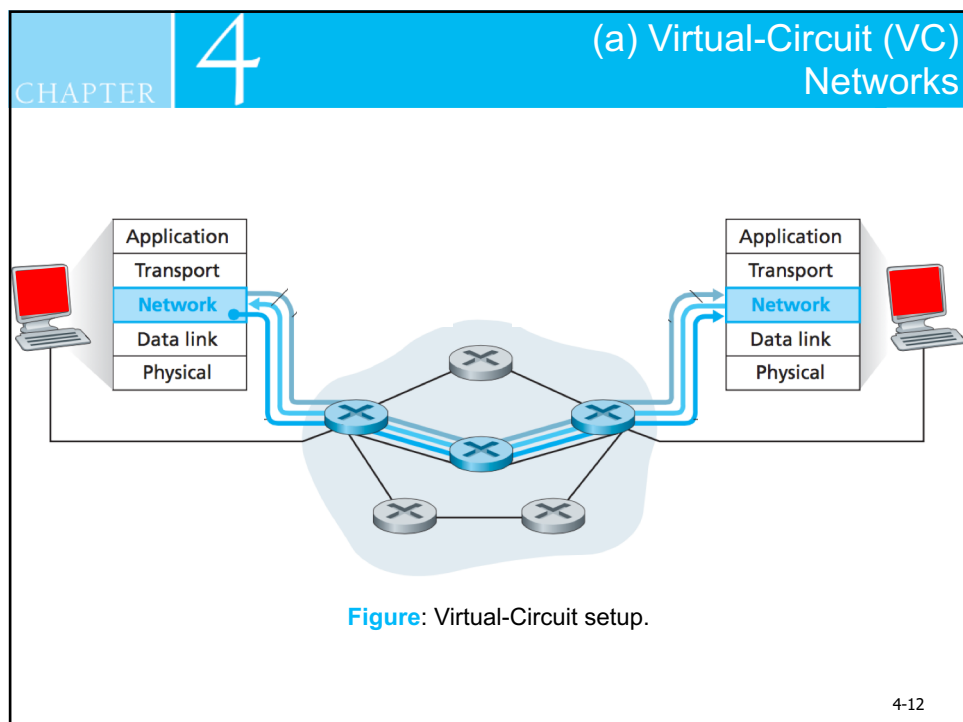 CHAPTER 4
(a) Virtual-Circuit (VC)
Networks
Application
Transport
Network
Data link
Physical
Application
Transport
Network
Data link
Physical
Figure: Virtual-Circuit setup.
4-12